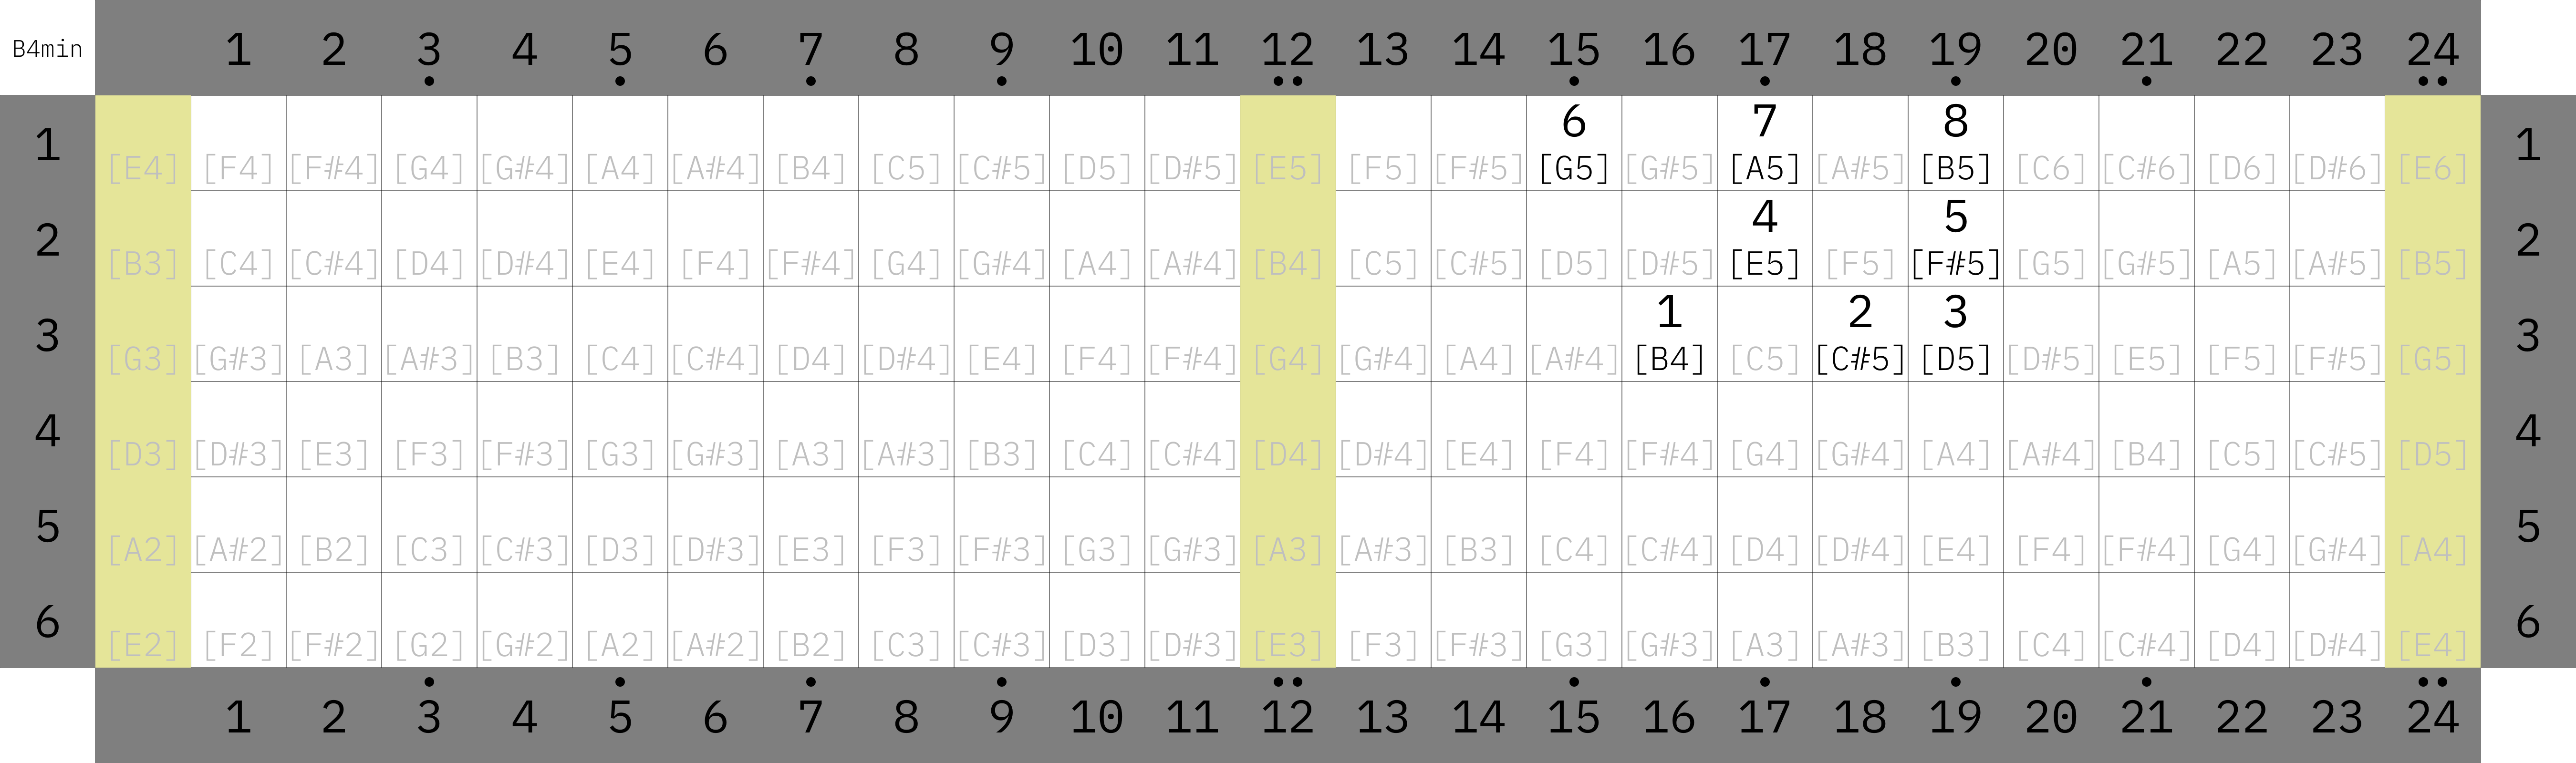 B4min 1 2 3 4 5 6 7 8 9 10 11 12 13 14 15 16 17 18 19 20 21 22 23 24
6 7 8
1 [E4] [F4] [F#4] [G4] [G#4] [A4] [A#4] [B4] [C5] [C#5] [D5] [D#5] [E5] [F5] [F#5] [G5] [G#5] [A5] [A#5] [B5] [C6] [C#6] [D6] [D#6] [E6] 1
4 5
2 [B3] [C4] [C#4] [D4] [D#4] [E4] [F4] [F#4] [G4] [G#4] [A4] [A#4] [B4] [C5] [C#5] [D5] [D#5] [E5] [F5] [F#5] [G5] [G#5] [A5] [A#5] [B5] 2
1 2 3
3 [G3] [G#3] [A3] [A#3] [B3] [C4] [C#4] [D4] [D#4] [E4] [F4] [F#4] [G4] [G#4] [A4] [A#4] [B4] [C5] [C#5] [D5] [D#5] [E5] [F5] [F#5] [G5] 3
4 [D3] [D#3] [E3] [F3] [F#3] [G3] [G#3] [A3] [A#3] [B3] [C4] [C#4] [D4] [D#4] [E4] [F4] [F#4] [G4] [G#4] [A4] [A#4] [B4] [C5] [C#5] [D5] 4
5 [A2] [A#2] [B2] [C3] [C#3] [D3] [D#3] [E3] [F3] [F#3] [G3] [G#3] [A3] [A#3] [B3] [C4] [C#4] [D4] [D#4] [E4] [F4] [F#4] [G4] [G#4] [A4] 5
6 [E2] [F2] [F#2] [G2] [G#2] [A2] [A#2] [B2] [C3] [C#3] [D3] [D#3] [E3] [F3] [F#3] [G3] [G#3] [A3] [A#3] [B3] [C4] [C#4] [D4] [D#4] [E4] 6
1 2 3 4 5 6 7 8 9 10 11 12 13 14 15 16 17 18 19 20 21 22 23 24